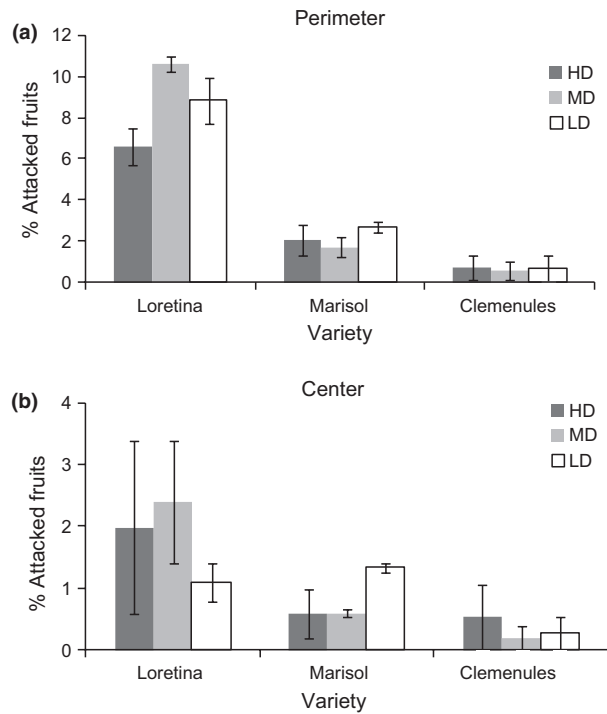 (a)
Perimeter
12
10
8
6
4
2
0
% Attacked fruits
HD
MD
LD
Loretina Marisol Clemenules
Variety
(b)
Center
4
3
2
1
0
% Attacked fruits
HD
MD
LD
Loretina Marisol Clemenules
Variety